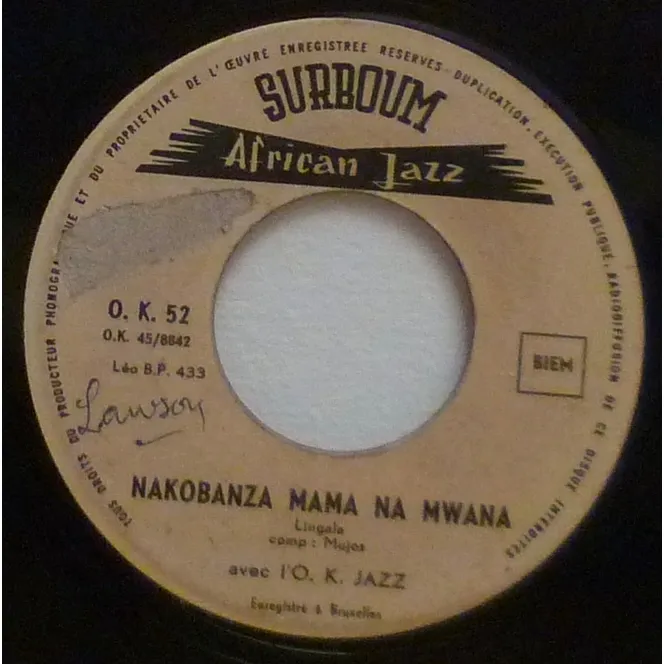 TOUS DROITS DU PRODUCTEUR PHONOGRA UE ET DU PROPRIETAIRE DE L'ŒUVRE ENREGISTREE RESERVES - DUPLICATION, EXECUTION PUBLIQUE, RADIODIFFUSION DE CE DISQUE INTERDITES
SURBOUM
African Jazz
O. K. 52
O.K. 45/8842
Léo B.P. 433
BIEM
Lawson
NAKOBANZA MAMA NA MWANA
Lingala
comp : Mujos
avec l'O. K. JAZZ
Enregistré à Bruxelles